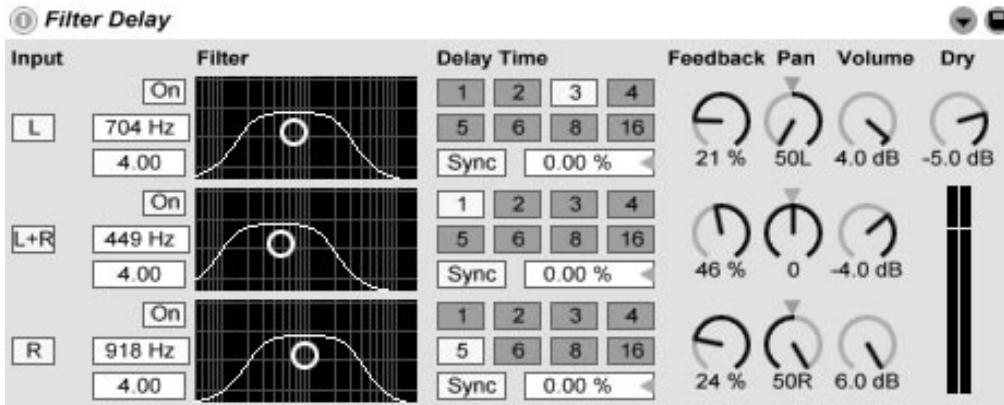 Filter Delay
Input Filter Delay Time Feedback Pan Volume Dry
On 1 2 3 4
L 704 Hz 5 6 8 16
4.00 Sync 0.00 % 21 % 50L 4.0 dB -5.0 dB
On 1 2 3 4
L+R 449 Hz 5 6 8 16
4.00 Sync 0.00 % 46 % 0 -4.0 dB
On 1 2 3 4
R 918 Hz 5 6 8 16
4.00 Sync 0.00 % 24 % 50R 6.0 dB